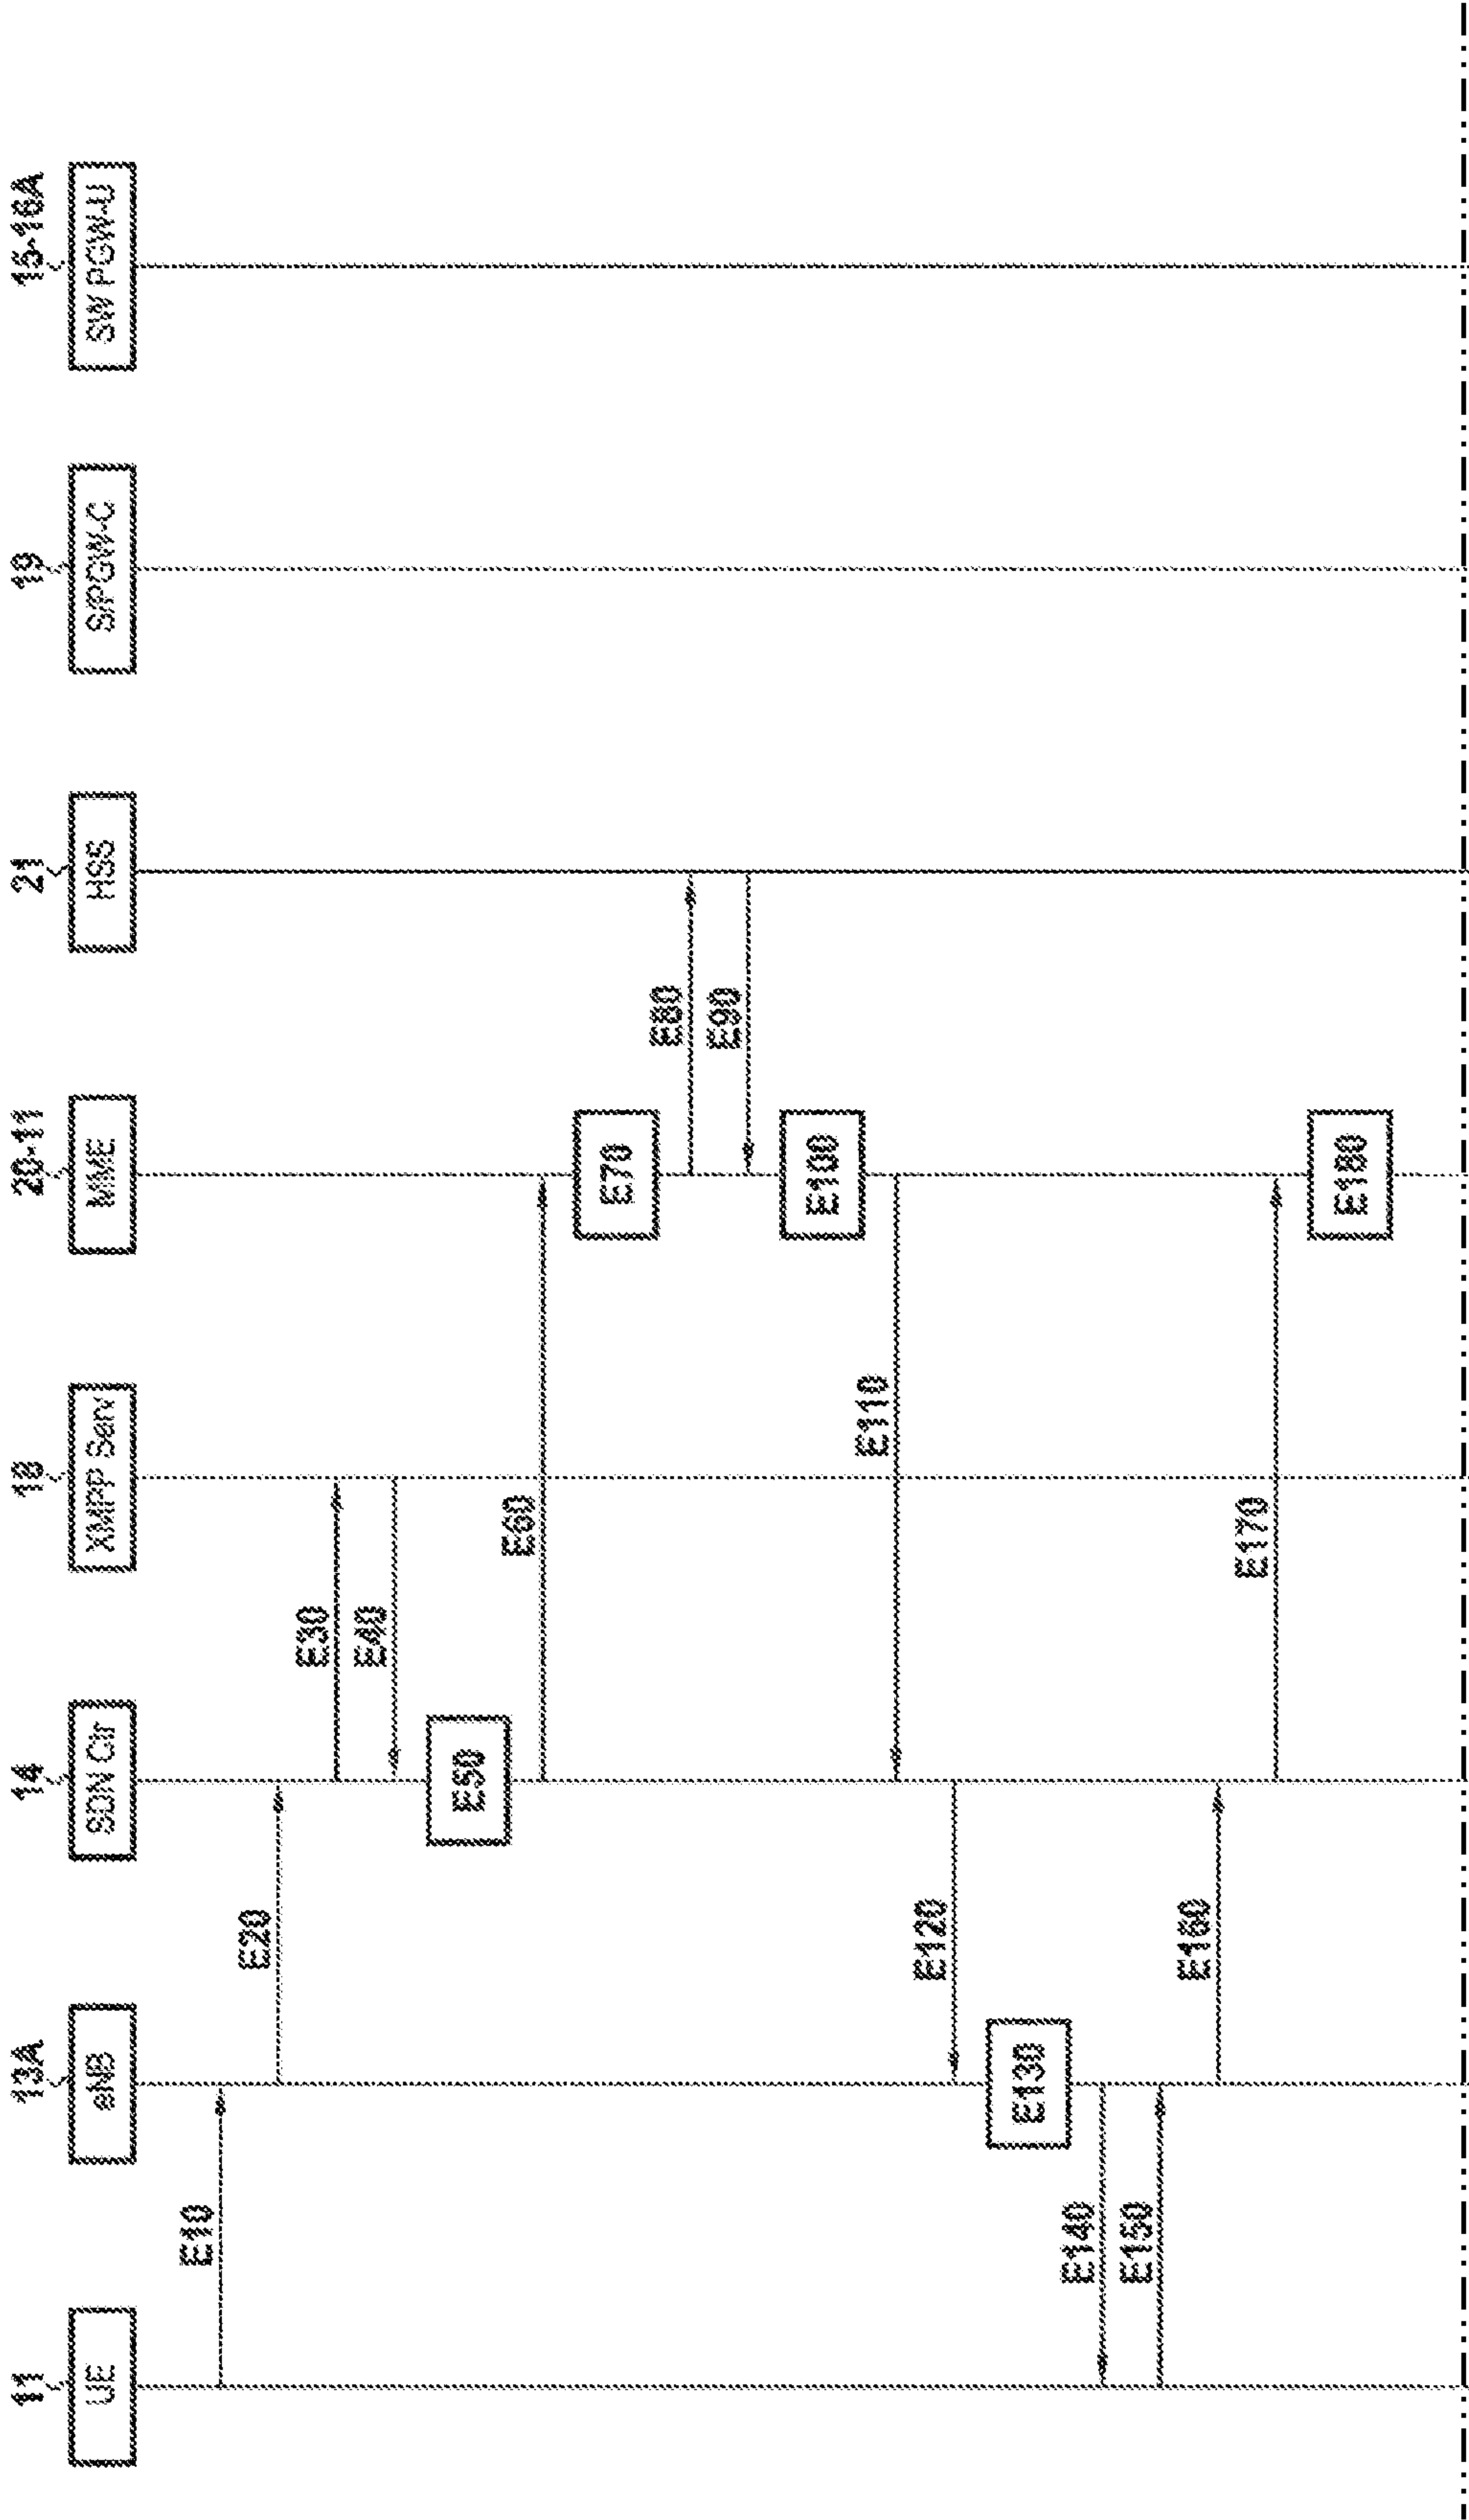 11
13A
14
18
20-11
21
19
15-16A
UE
eNB
SDN Ctr
XMPP Serv
MME
HSS
S/PGW-C
SW PGW-U
E10
E20
E30
E40
E50
E60
E70
E80
E90
E100
E110
E120
E130
E140
E150
E160
E170
E180